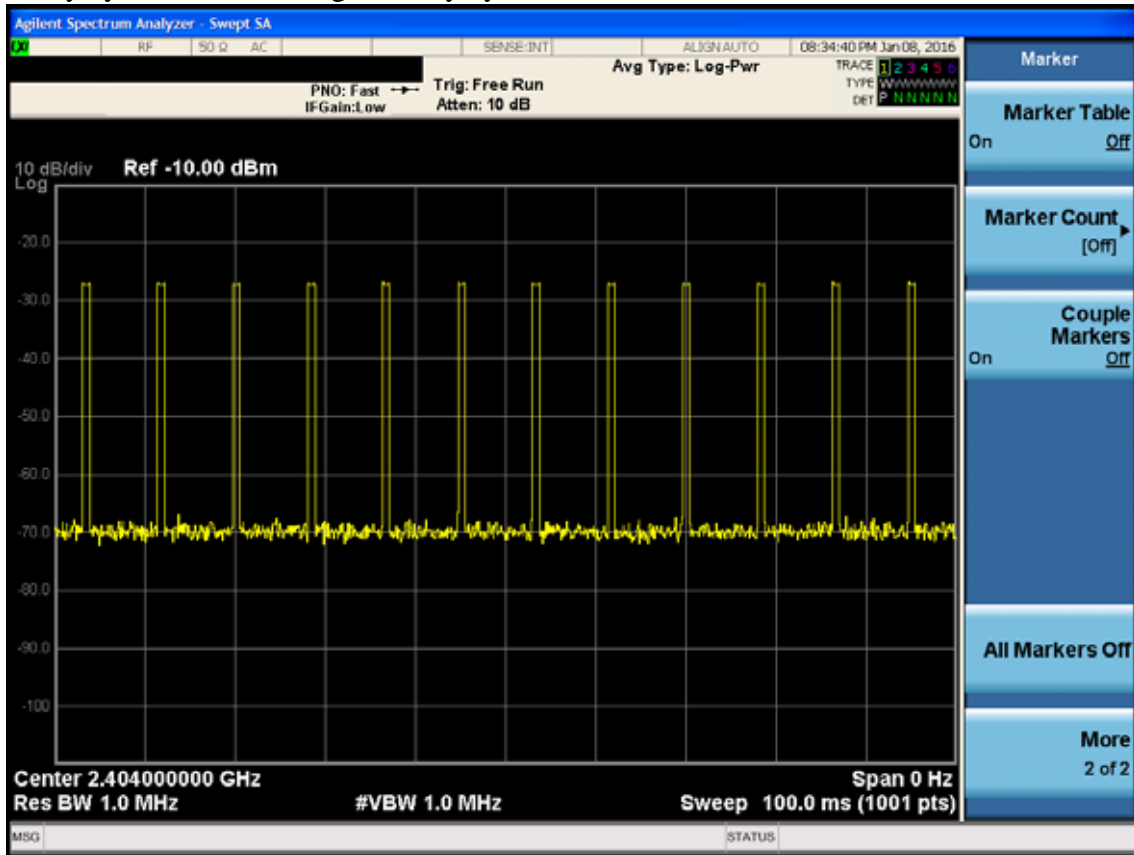 Agilent Spectrum Analyzer - Swept SA
RF 50 Ω AC SENSE:INT ALIGNAUTO 08:34:40 PM Jan 08, 2016
Avg Type: Log-Pwr
TRACE 1 2 3 4 5 6
PNO: Fast
Trig: Free Run
TYPE
IFGain:Low
Atten: 10 dB
DET P N N N N N
10 dB/div Ref -10.00 dBm
Log
-20.0
-30.0
-40.0
-50.0
-60.0
-70.0
-80.0
-90.0
-100
Center 2.404000000 GHz Span 0 Hz
Res BW 1.0 MHz #VBW 1.0 MHz Sweep 100.0 ms (1001 pts)
MSG STATUS
Marker
Marker Table
On Off
Marker Count
[Off]
Couple
Markers
On Off
All Markers Off
More
2 of 2